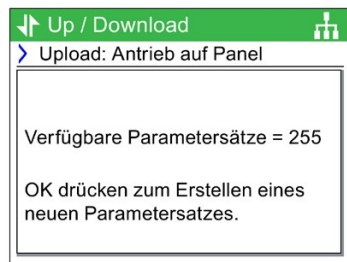 Up / Download
Upload: Antrieb auf Panel
Verfügbare Parametersätze = 255
OK drücken zum Erstellen eines
neuen Parametersatzes.